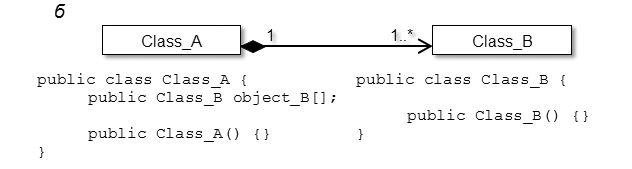 б
Class_A 1 1..* Class_B
public class Class_A {
public Class_B object_B[];
public Class_A() {}
}
public class Class_B {
public Class_B() {}
}